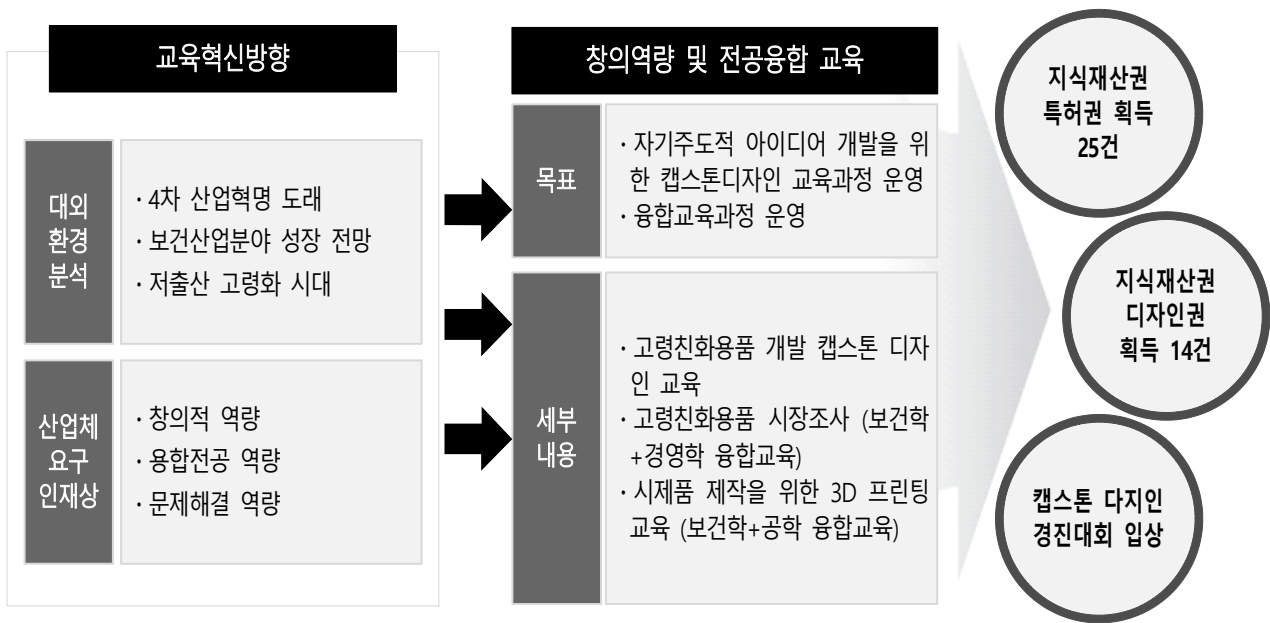 교육혁신방향
대외
환경
분석
· 4차 산업혁명 도래
· 보건산업분야 성장 전망
· 저출산 고령화 시대
산업체
요구
인재상
· 창의적 역량
· 융합전공 역량
· 문제해결 역량
창의역량 및 전공융합 교육
목표
· 자기주도적 아이디어 개발을 위
한 캡스톤디자인 교육과정 운영
· 융합교육과정 운영
세부
내용
· 고령친화용품 개발 캡스톤 디자
인 교육
· 고령친화용품 시장조사 (보건학
+경영학 융합교육)
· 시제품 제작을 위한 3D 프린팅
교육 (보건학+공학 융합교육)
지식재산권
특허권 획득
25건
지식재산권
디자인권
획득 14건
캡스톤 다지인
경진대회 입상